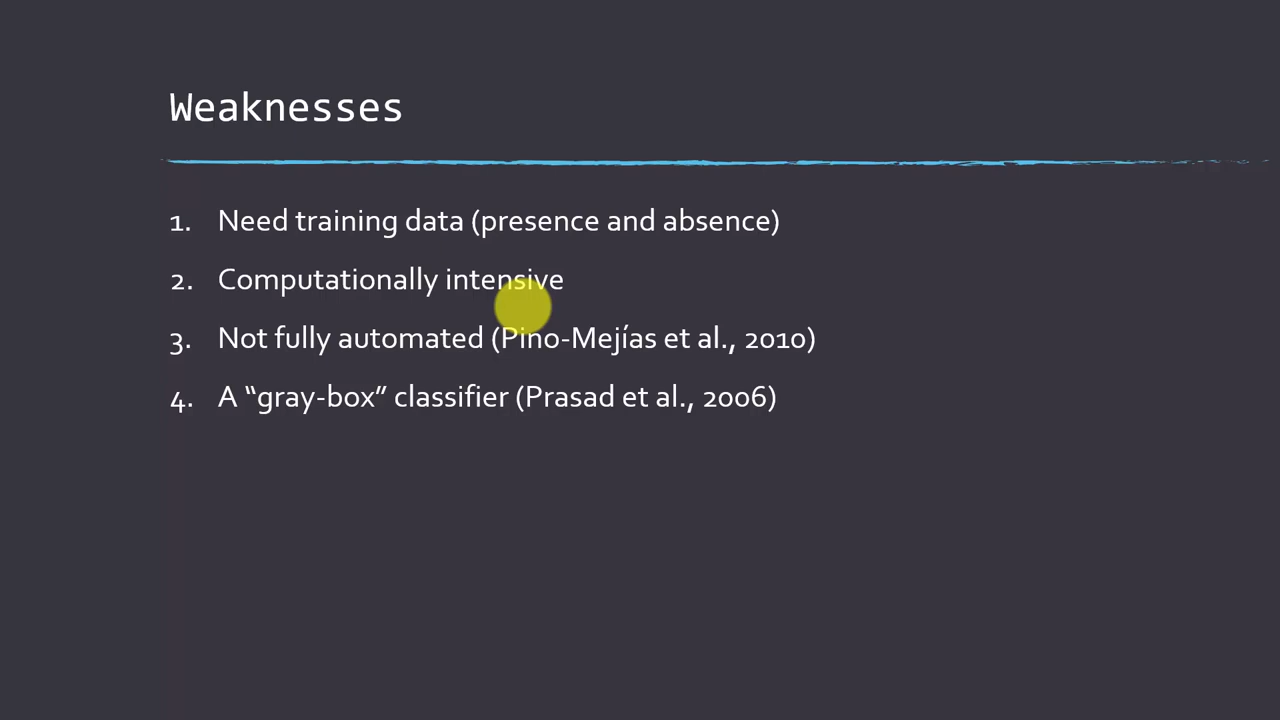 Weaknesses
1. Need training data (presence and absence)
2. Computationally intensive
3. Not fully automated (Pino-Mejías et al., 2010)
4. A “gray-box” classifier (Prasad et al., 2006)